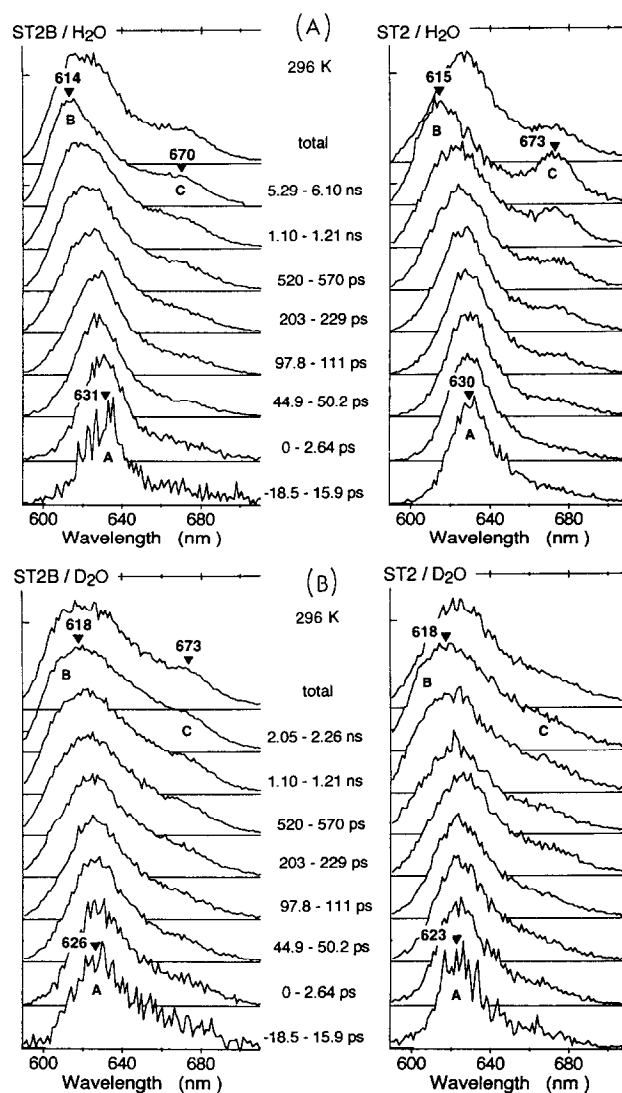 (A)
ST2B / H2O
ST2 / H2O
296 K
614
B
670
C
615
B
673
C
total
5.29 - 6.10 ns
1.10 - 1.21 ns
520 - 570 ps
203 - 229 ps
97.8 - 111 ps
44.9 - 50.2 ps
0 - 2.64 ps
-18.5 - 15.9 ps
631
A
630
A
600 640 680
Wavelength (nm)
600 640 680
Wavelength (nm)
(B)
ST2B / D2O
ST2 / D2O
296 K
618
B
673
C
618
B
C
total
2.05 - 2.26 ns
1.10 - 1.21 ns
520 - 570 ps
203 - 229 ps
97.8 - 111 ps
44.9 - 50.2 ps
0 - 2.64 ps
-18.5 - 15.9 ps
626
A
623
A
600 640 680
Wavelength (nm)
600 640 680
Wavelength (nm)